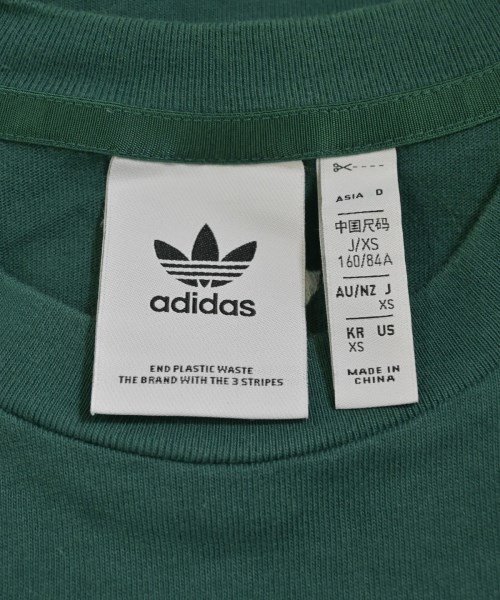 adidas
END PLASTIC WASTE
THE BRAND WITH THE 3 STRIPES
ASIA D
中国尺码
J/XS
160/84A
AU/NZ J
XS
KR US
XS
MADE IN
CHINA